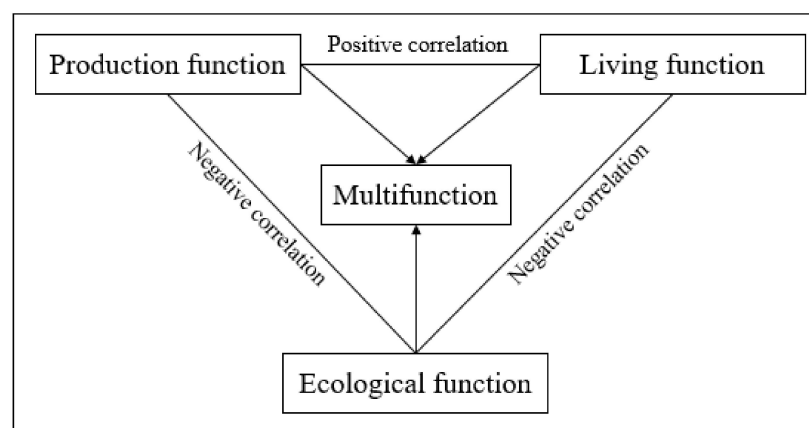 Positive correlation
Production function
Living function
Negative correlation
Multifunction
Negative correlation
Ecological function